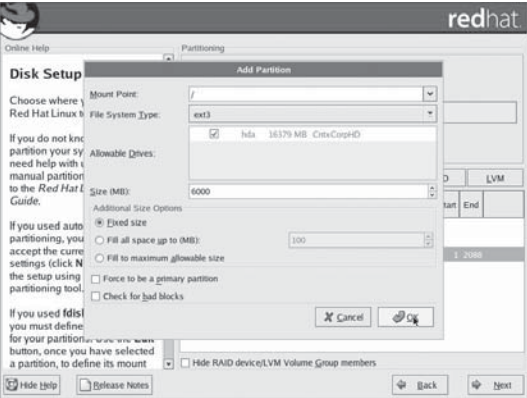 redhat
Online Help
Partitioning
Add Partition
Disk Setup
Choose where
Red Hat Linux
If you do not
partition your
need help with
manual partition
to the Red Hat
Guide.
If you used
partitioning, you
accept the
settings (click N
the setup using
partitioning tool.
If you used fdis
you must define
for your partitions. Use the Edit
button, once you have selected
a partition, to define its mount
Mount Point:
/
File System Type:
ext3
Allowable Drives:
hda 16379 MB CntxCorpHD
Size (MB):
6000
Additional Size Options
Fixed size
Fill all space up to (MB):
100
Fill to maximum allowable size
Force to be a primary partition
Check for bad blocks
Cancel
OK
LVM
End
1 2088
Hide RAID device/LVM Volume Group members
Hide Help
Release Notes
Back
Next